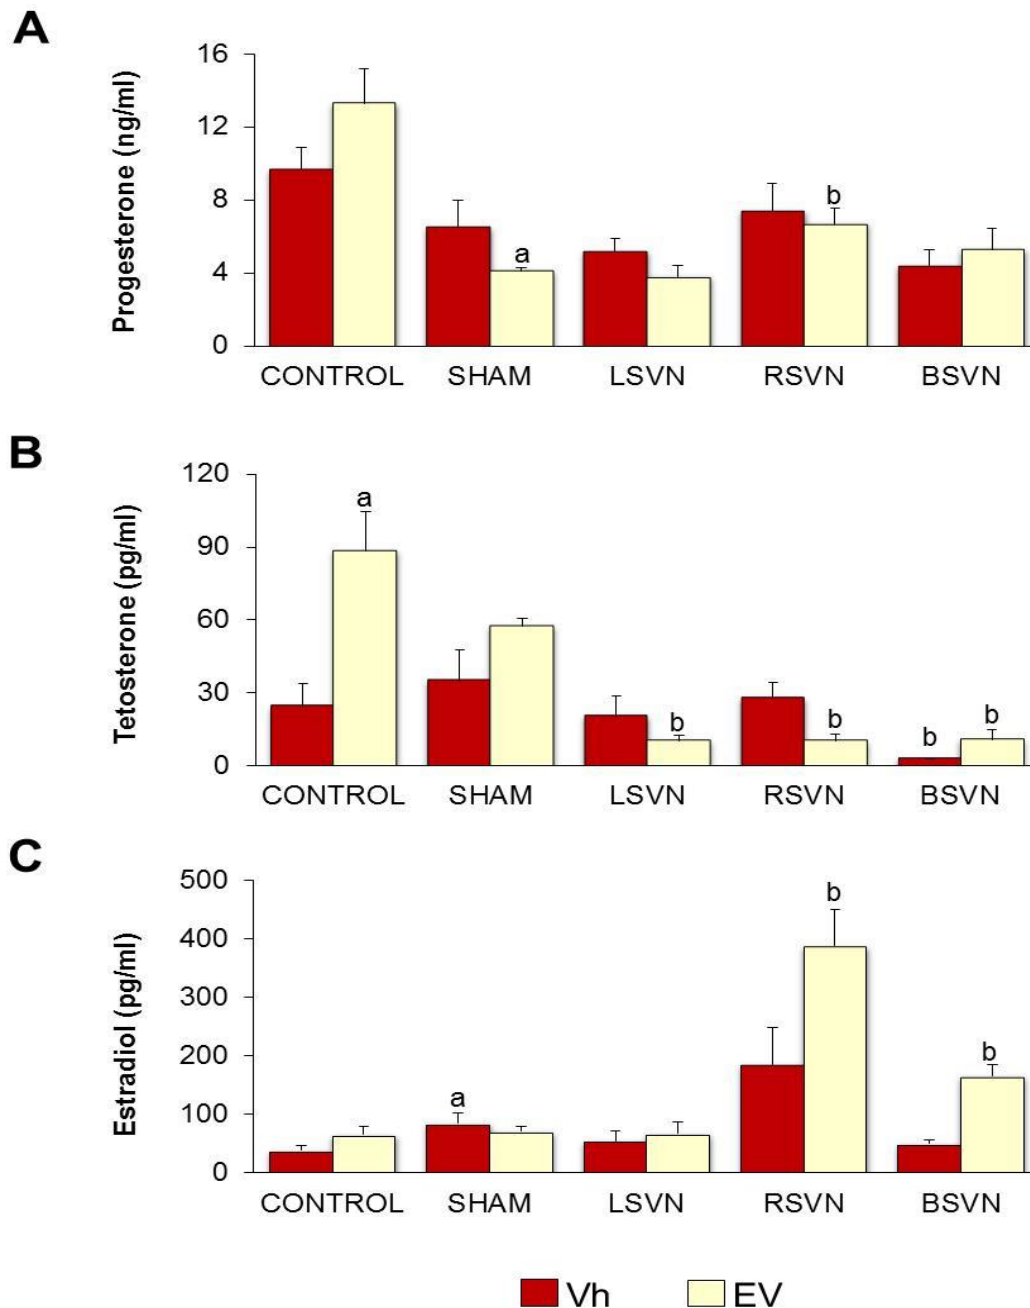 A
Progesterone (ng/ml)
16
12
8
4
0
a
b
CONTROL SHAM LSVN RSVN BSVN
B
Tetosterone (pg/ml)
120
90
60
30
0
a
b
b
b
b
CONTROL SHAM LSVN RSVN BSVN
C
Estradiol (pg/ml)
500
400
300
200
100
0
a
b
b
CONTROL SHAM LSVN RSVN BSVN
Vh EV